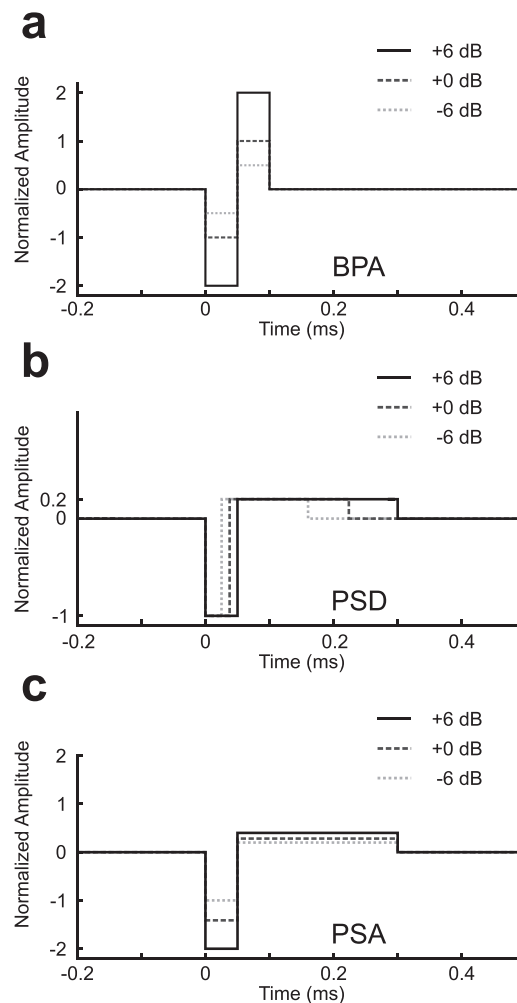 a
+6 dB
+0 dB
-6 dB
Normalized Amplitude
2
1
0
-1
-2
BPA
-0.2 0 0.2 0.4
Time (ms)
b
+6 dB
+0 dB
-6 dB
Normalized Amplitude
0.2
0
-1
PSD
-0.2 0 0.2 0.4
Time (ms)
c
+6 dB
+0 dB
-6 dB
Normalized Amplitude
2
1
0
-1
-2
PSA
-0.2 0 0.2 0.4
Time (ms)